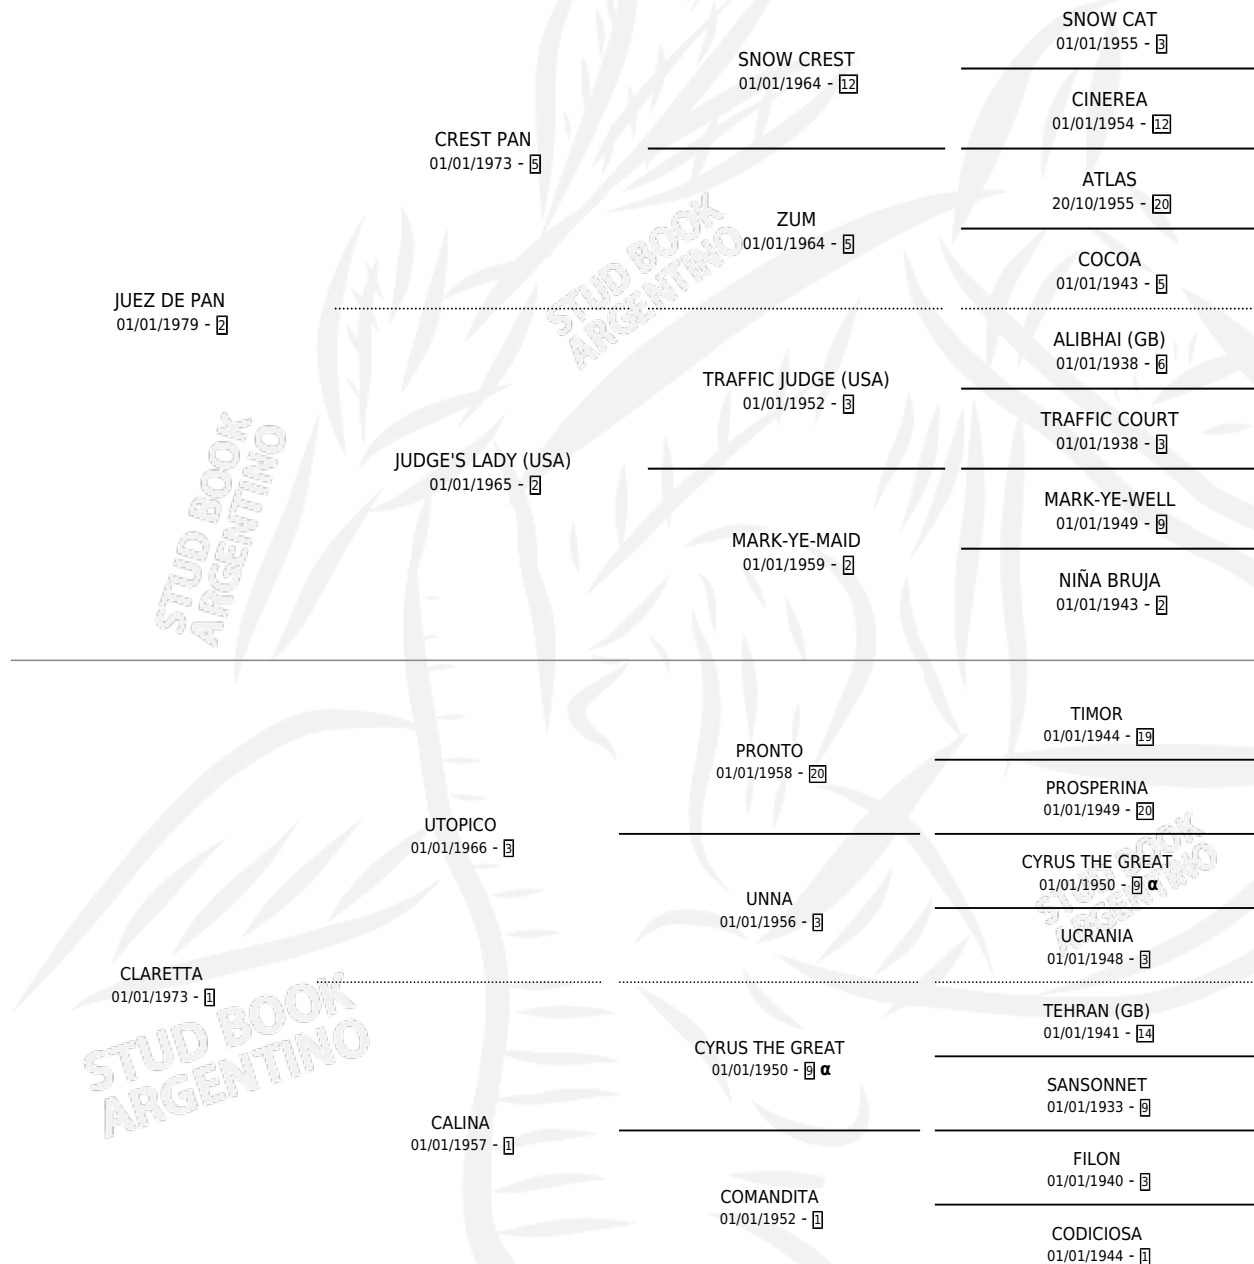 SNOW CAT
01/01/1955 - 3
SNOW CREST
01/01/1964 - 12
CINEREA
01/01/1954 - 12
CREST PAN
01/01/1973 - 5
ATLAS
20/10/1955 - 20
ZUM
01/01/1964 - 5
COCOA
01/01/1943 - 5
JUEZ DE PAN
01/01/1979 - 2
ALIBHAI (GB)
01/01/1938 - 6
TRAFFIC JUDGE (USA)
01/01/1952 - 3
TRAFFIC COURT
01/01/1938 - 3
JUDGE'S LADY (USA)
01/01/1965 - 2
MARK-YE-WELL
01/01/1949 - 9
MARK-YE-MAID
01/01/1959 - 2
NIÑA BRUJA
01/01/1943 - 2
TIMOR
01/01/1944 - 19
PRONTO
01/01/1958 - 20
PROSPERINA
01/01/1949 - 20
UTOPICO
01/01/1966 - 3
CYRUS THE GREAT
01/01/1950 - 9 α
UNNA
01/01/1956 - 3
UCRANIA
01/01/1948 - 3
CLARETTA
01/01/1973 - 1
TEHRAN (GB)
01/01/1941 - 14
CYRUS THE GREAT
01/01/1950 - 9 α
SANSONNET
01/01/1933 - 9
CALINA
01/01/1957 - 1
FILON
01/01/1940 - 3
COMANDITA
01/01/1952 - 1
CODICIOSA
01/01/1944 - 1
STUD BOOK
ARGENTINO
STUD BOOK
ARGENTINO
STUD BOOK
ARGENTINO
STUD BOOK
ARGENTINO